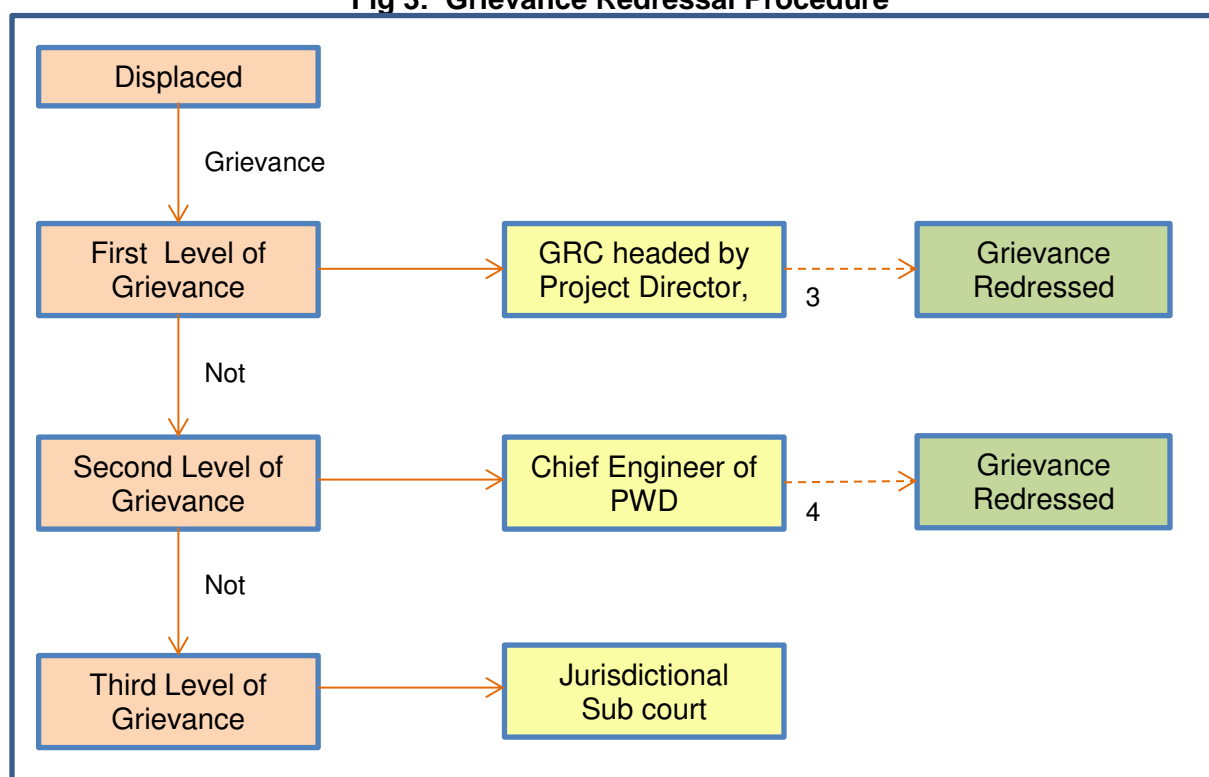 Fig 3: Grievance Redressal Procedure
Displaced
Grievance
First Level of
Grievance
GRC headed by
Project Director,
3
Grievance
Redressed
Not
Second Level of
Grievance
Chief Engineer of
PWD
4
Grievance
Redressed
Not
Third Level of
Grievance
Jurisdictional
Sub court